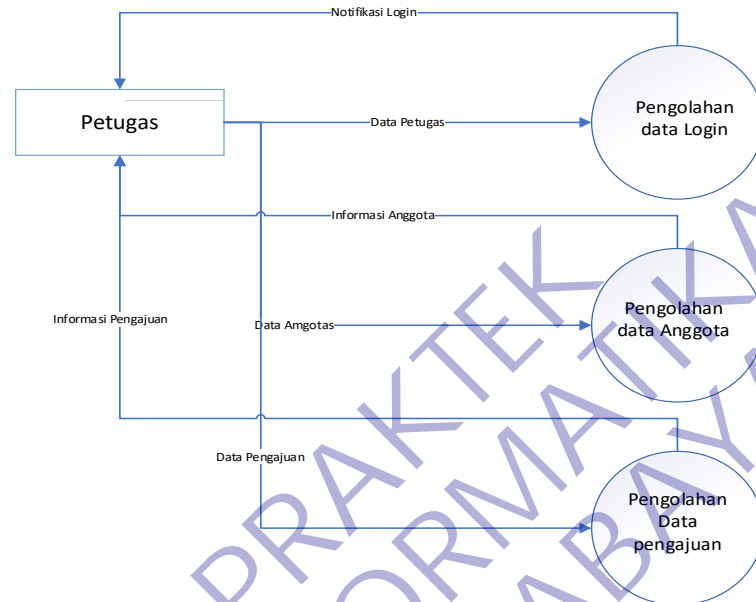 Notifikasi Login
Petugas
Data Petugas
Pengolahan
data Login
Informasi Anggota
Informasi Pengajuan
Data Amgotas
Pengolahan
data Anggota
Data Pengajuan
Pengolahan
Data
pengajuan
PRAKTEK